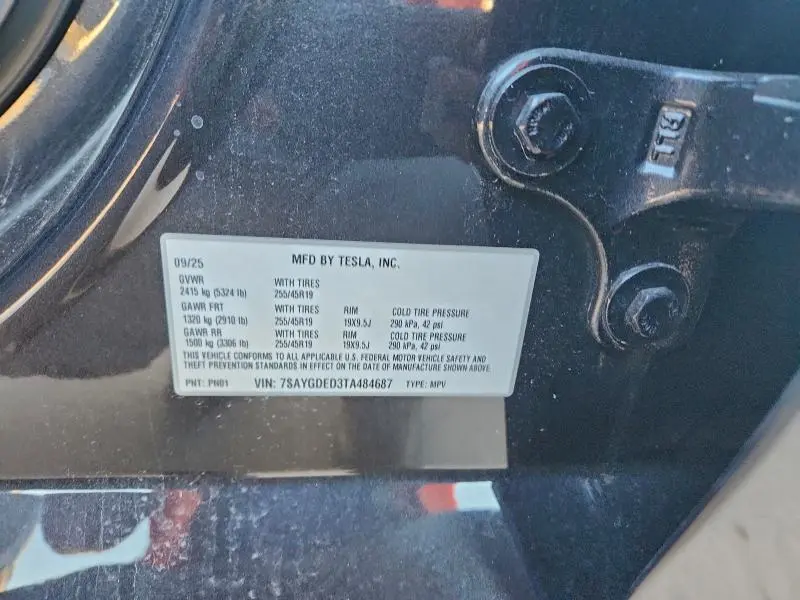 09/25 MFD BY TESLA, INC.
GVWR WITH TIRES
2415 kg (5324 lb) 255/45R19
GAWR FRT WITH TIRES RIM COLD TIRE PRESSURE
1320 kg (2910 lb) 255/45R19 19X9.5J 290 kPa, 42 psi
GAWR RR WITH TIRES RIM COLD TIRE PRESSURE
1500 kg (3306 lb) 255/45R19 19X9.5J 290 kPa, 42 psi
THIS VEHICLE CONFORMS TO ALL APPLICABLE U.S. FEDERAL MOTOR VEHICLE SAFETY AND
THEFT PREVENTION STANDARDS IN EFFECT ON THE DATE OF MANUFACTURE SHOWN ABOVE
PNT: PN01 VIN: 7SAYGDED3TA484687 TYPE: MPV